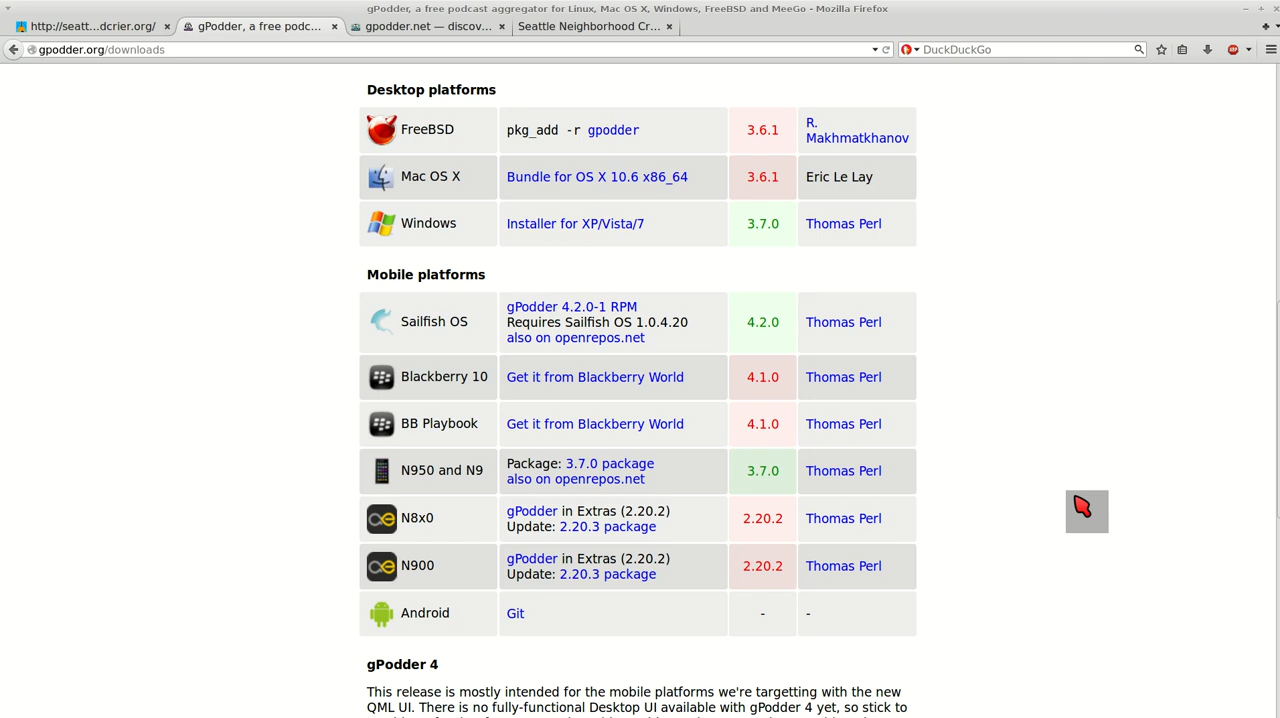 gPodder, a free podcast aggregator for Linux, Mac OS X, Windows, FreeBSD and MeeGo - Mozilla Firefox
http://seatt...dcrier.org/
gPodder, a free podc...
gpodder.net — discov...
Seattle Neighborhood Cr...
gpodder.org/downloads
DuckDuckGo
Desktop platforms
FreeBSD pkg_add -r gpodder 3.6.1 R. Makhmatkhanov
Mac OS X Bundle for OS X 10.6 x86_64 3.6.1 Eric Le Lay
Windows Installer for XP/Vista/7 3.7.0 Thomas Perl
Mobile platforms
gPodder 4.2.0-1 RPM
Sailfish OS Requires Sailfish OS 1.0.4.20 4.2.0 Thomas Perl
also on openrepos.net
Blackberry 10 Get it from Blackberry World 4.1.0 Thomas Perl
BB Playbook Get it from Blackberry World 4.1.0 Thomas Perl
N950 and N9 Package: 3.7.0 package 3.7.0 Thomas Perl
also on openrepos.net
N8x0 gPodder in Extras (2.20.2) 2.20.2 Thomas Perl
Update: 2.20.3 package
N900 gPodder in Extras (2.20.2) 2.20.2 Thomas Perl
Update: 2.20.3 package
Android Git - -
gPodder 4
This release is mostly intended for the mobile platforms we're targetting with the new
QML UI. There is no fully-functional Desktop UI available with gPodder 4 yet, so stick to